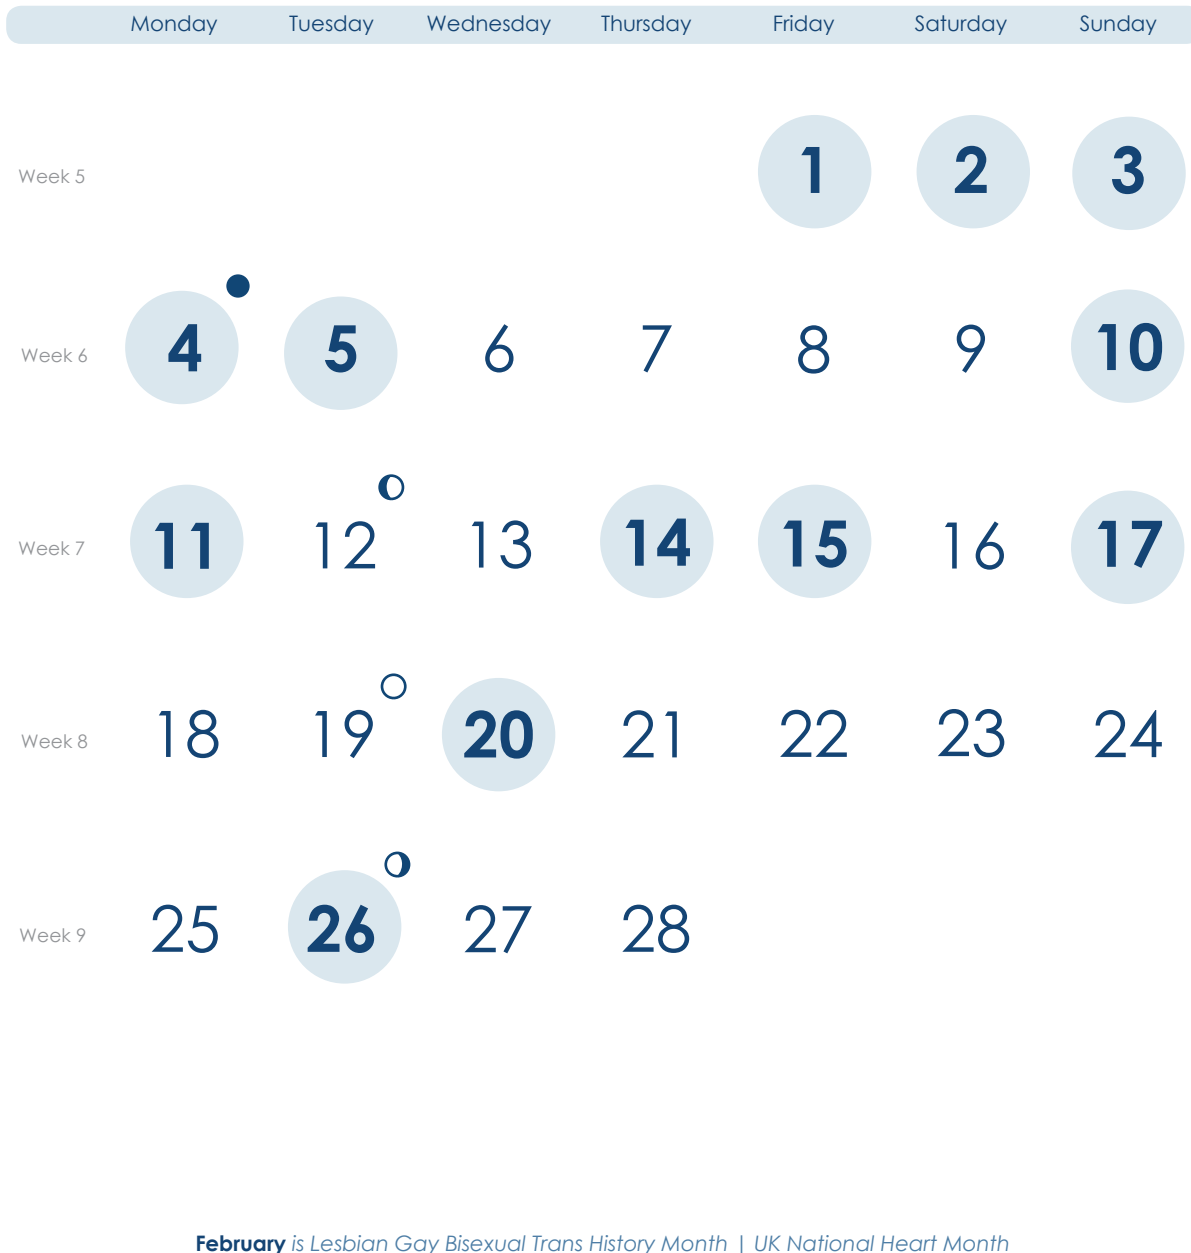 Monday Tuesday Wednesday Thursday Friday Saturday Sunday
Week 5 1 2 3
Week 6 4 5 6 7 8 9 10
Week 7 11 12 13 14 15 16 17
Week 8 18 19 20 21 22 23 24
Week 9 25 26 27 28
February is Lesbian Gay Bisexual Trans History Month | UK National Heart Month